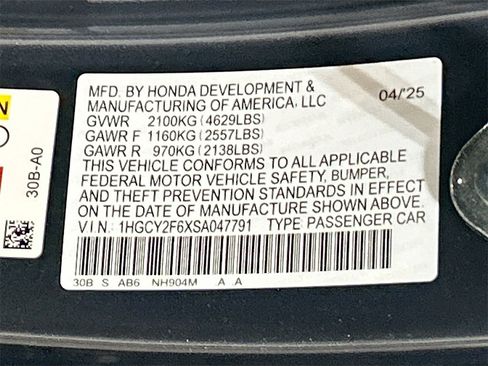 MFD. BY HONDA DEVELOPMENT &
MANUFACTURING OF AMERICA, LLC 04/'25
GVWR 2100KG (4629LBS)
GAWR F 1160KG (2557LBS)
GAWR R 970KG (2138LBS)
THIS VEHICLE CONFORMS TO ALL APPLICABLE
FEDERAL MOTOR VEHICLE SAFETY, BUMPER,
AND THEFT PREVENTION STANDARDS IN EFFECT
ON THE DATE OF MANUFACTURE SHOWN ABOVE.
V.I.N.: 1HGCY2F6XSA047791 TYPE: PASSENGER CAR
30B S AB6 NH904M A A
30B-A0